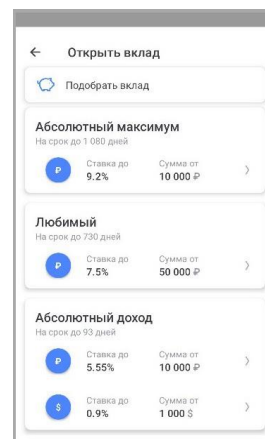 Открыть вклад
Подобрать вклад
Абсолютный максимум
На срок до 1 080 дней
Ставка до Сумма от
9.2% 10 000 ₽
Любимый
На срок до 730 дней
Ставка до Сумма от
7.5% 50 000 ₽
Абсолютный доход
На срок до 93 дней
Ставка до Сумма от
5.55% 10 000 ₽
Ставка до Сумма от
0.9% 1 000 $